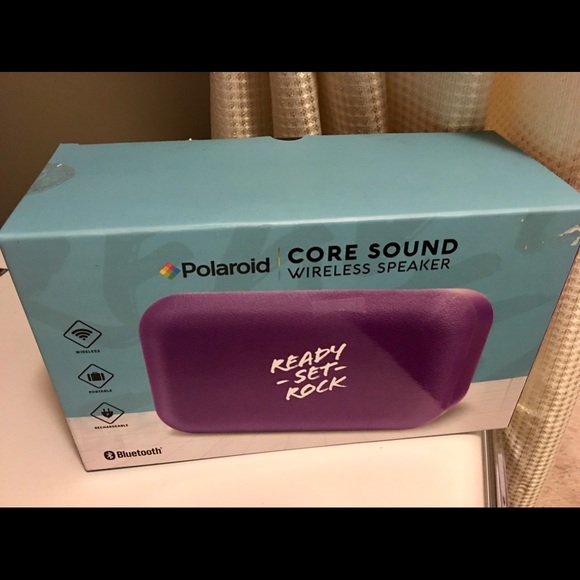 Polaroid
CORE SOUND
WIRELESS SPEAKER
READY
-SET-
ROCK
WIRELESS
PORTABLE
RECHARGEABLE
Bluetooth